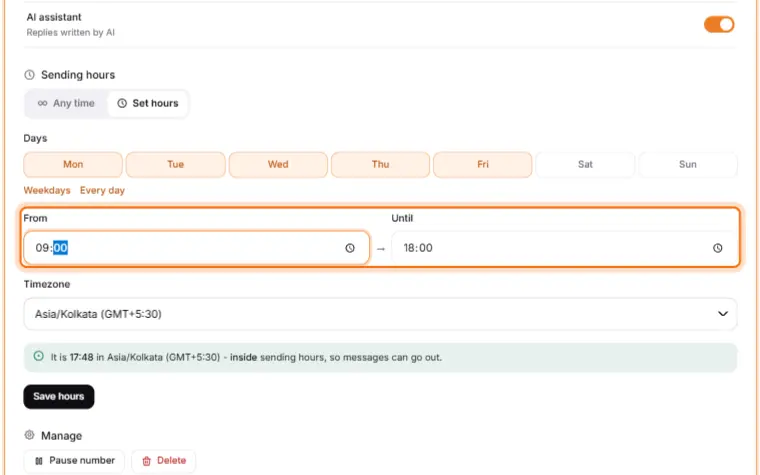 AI assistant
Replies written by AI
Sending hours
Any time Set hours
Days
Mon Tue Wed Thu Fri Sat Sun
Weekdays Every day
From Until
09:00 → 18:00
Timezone
Asia/Kolkata (GMT+5:30)
It is 17:48 in Asia/Kolkata (GMT+5:30) - inside sending hours, so messages can go out.
Save hours
Manage
Pause number Delete